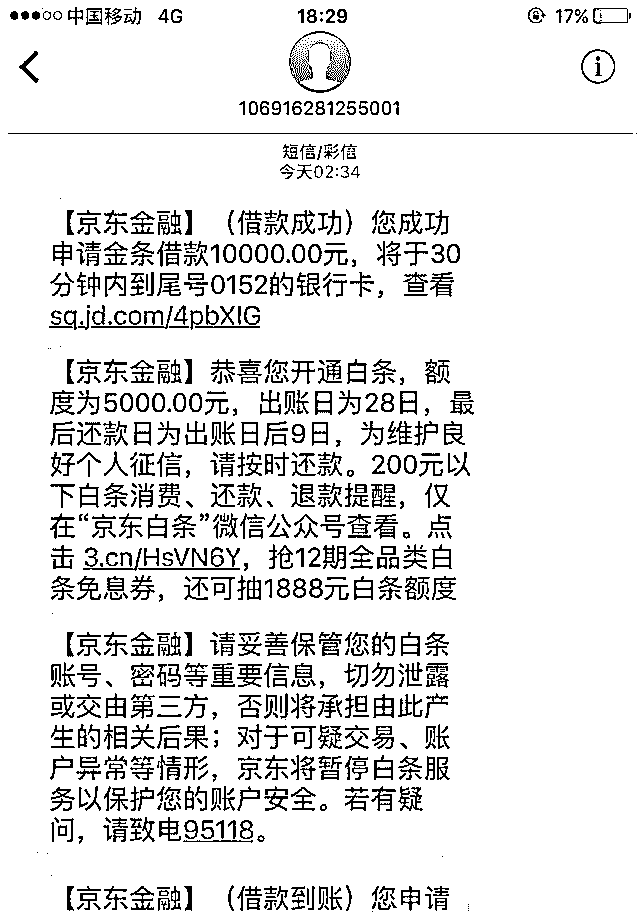 中国移动 4G 18:29 17%
106916281255001
短信/彩信
今天02:34
【京东金融】（借款成功）您成功
申请金条借款10000.00元，将于30
分钟内到尾号0152的银行卡，查看
sq.jd.com/4pbXIG
【京东金融】恭喜您开通白条，额
度为5000.00元，出账日为28日，最
后还款日为出账日后9日，为维护良
好个人征信，请按时还款。200元以
下白条消费、还款、退款提醒，仅
在“京东白条”微信公众号查看。点
击 3.cn/HsVN6Y，抢12期全品类白
条免息券，还可抽1888元白条额度
【京东金融】请妥善保管您的白条
账号、密码等重要信息，切勿泄露
或交由第三方，否则将承担由此产
生的相关后果；对于可疑交易、账
户异常等情形，京东将暂停白条服
务以保护您的账户安全。若有疑
问，请致电95118。
【京东金融】（借款到账）您申请